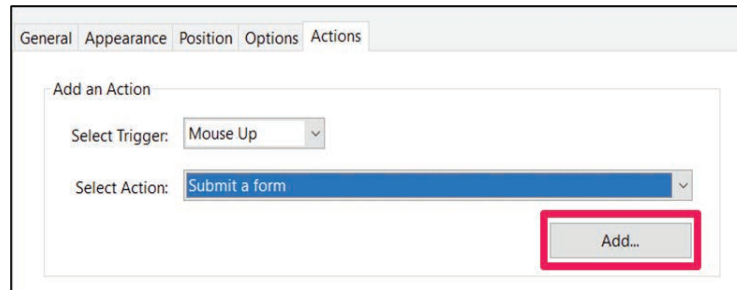 General Appearance Position Options Actions
Add an Action
Select Trigger: Mouse Up
Select Action: Submit a form
Add...